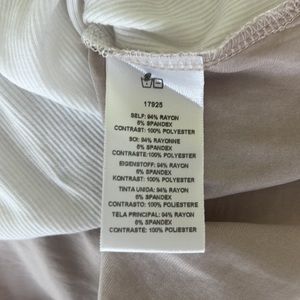 17925
SELF: 94% RAYON
6% SPANDEX
CONTRAST: 100% POLYESTER
SOI: 94% RAYONNE
6% SPANDEX
CONTRASTE: 100% POLYESTER
EIGENSTOFF: 94% RAYON
6% SPANDEX
KONTRAST: 100% POLYESTER
TINTA UNIDA: 94% RAYON
6% SPANDEX
CONTRASTO: 100% POLIESTERE
TELA PRINCIPAL: 94% RAYON
6% SPANDEX
CONTRASTE: 100% POLYESTER